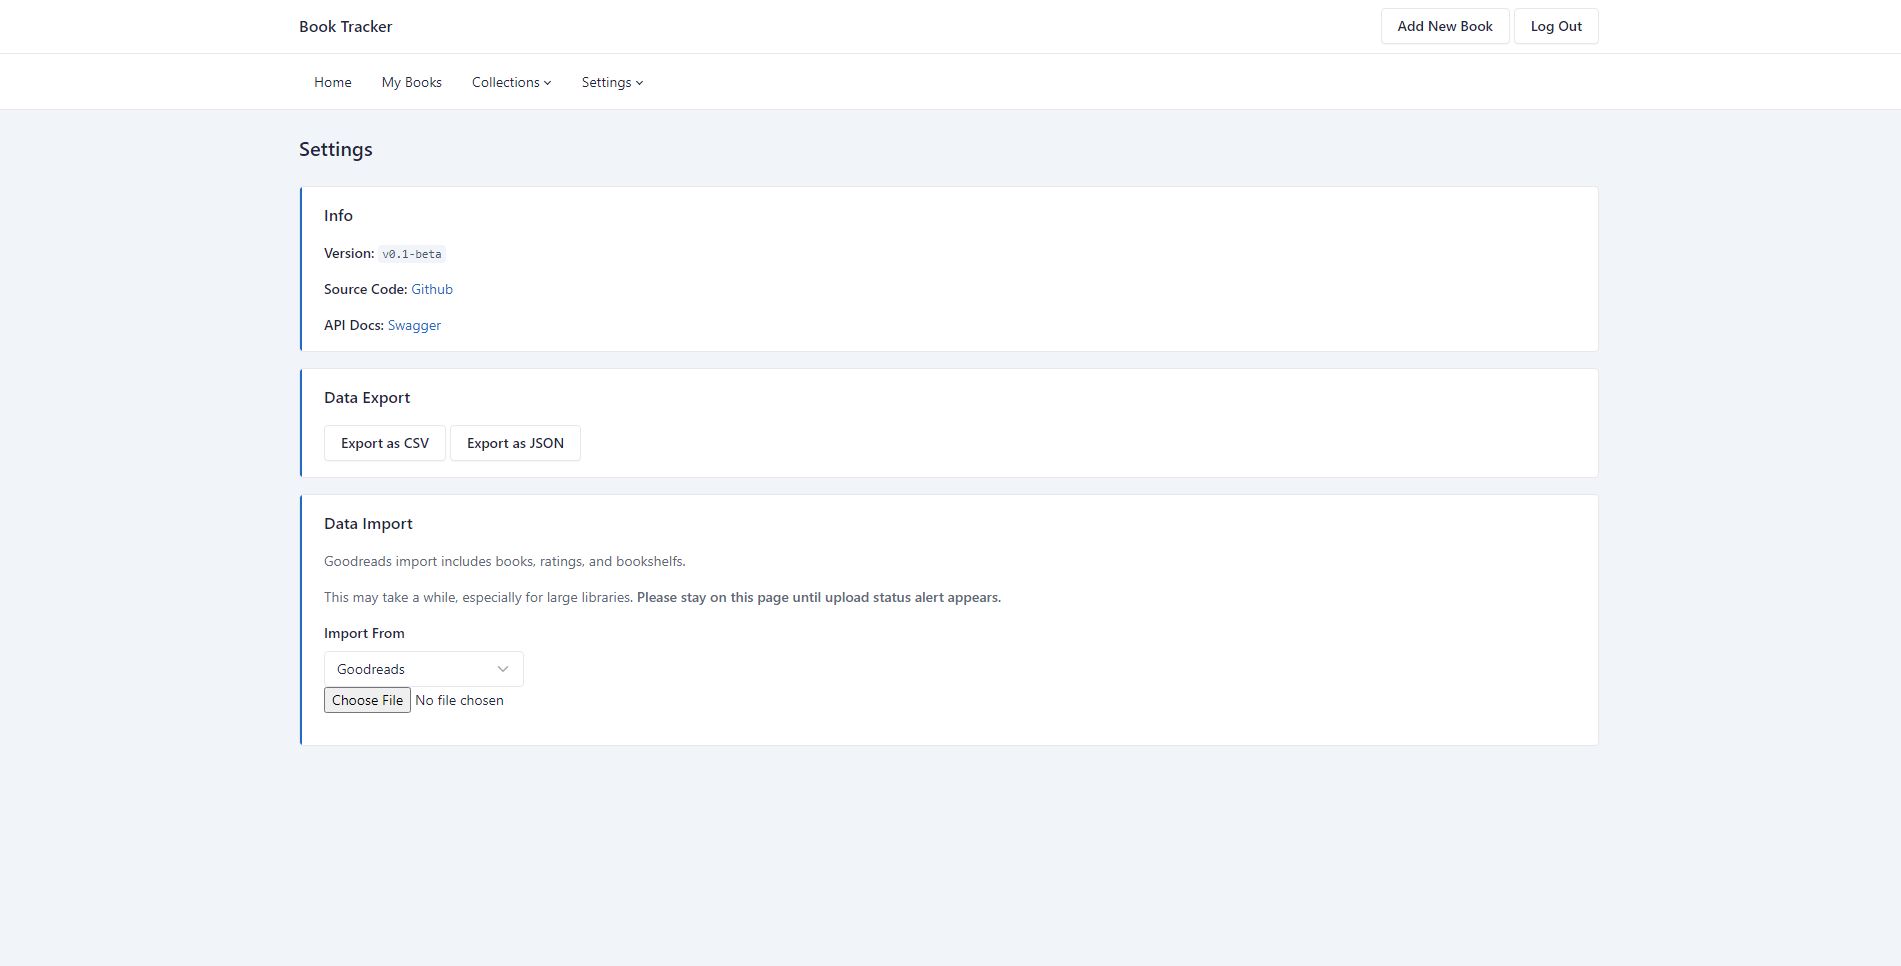 Book Tracker
Add New Book
Log Out
Home
My Books
Collections
Settings
Settings
Info
Version: v0.1-beta
Source Code: Github
API Docs: Swagger
Data Export
Export as CSV
Export as JSON
Data Import
Goodreads import includes books, ratings, and bookshelfs.
This may take a while, especially for large libraries. Please stay on this page until upload status alert appears.
Import From
Goodreads
Choose File No file chosen